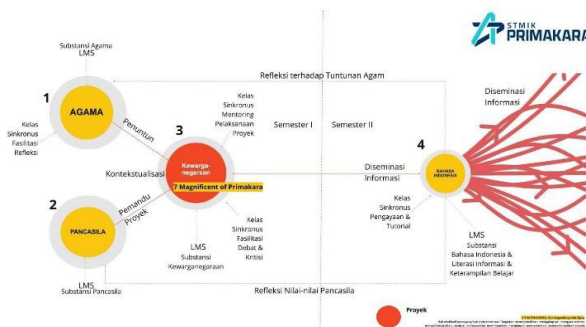 STMIK
PRIMAKARA
Substansi Agama
LMS
Refleksi terhadap Tuntunan Agam
Diseminasi
Informasi
1
AGAMA
Kelas
Sinkronus
Fasilitasi
Refleksi
Penuntun
3
Kelas
Sinkronus
Mentoring
Pelaksanaan
Proyek
Semester I
Semester II
Kewarga-
negaraan
7 Magnificent of Primakara
Kontekstualisasi
Diseminasi
Informasi
4
BAHASA
INDONESIA
2
PANCASILA
Pemandu
Proyek
LMS
Substansi Pancasila
LMS
Substansi
Kewarganegaraan
Kelas
Sinkronus
Fasilitasi
Debat &
Kritisi
Kelas
Sinkronus
Pengayaan &
Tutorial
LMS
Substansi
Bahasa Indonesia &
Literasi Informasi &
Keterampilan Belajar
Refleksi Nilai-nilai Pancasila
Proyek